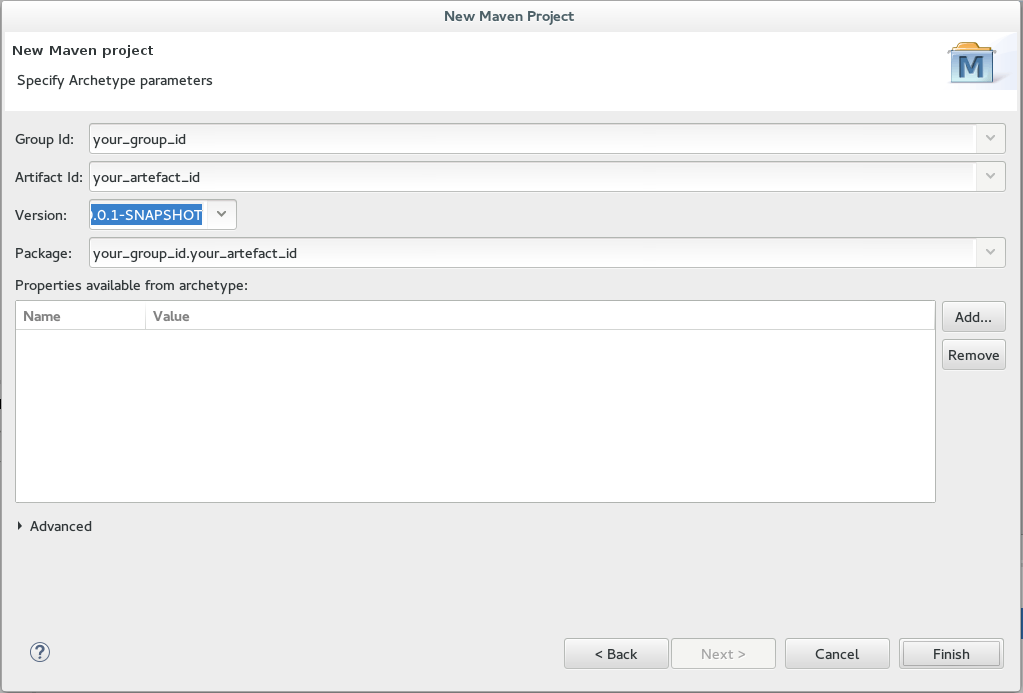 New Maven Project
New Maven project
Specify Archetype parameters
M
Group Id: your_group_id
Artifact Id: your_artefact_id
Version: .0.1-SNAPSHOT
Package: your_group_id.your_artefact_id
Properties available from archetype:
Name Value
Add...
Remove
Advanced
? < Back Next > Cancel Finish